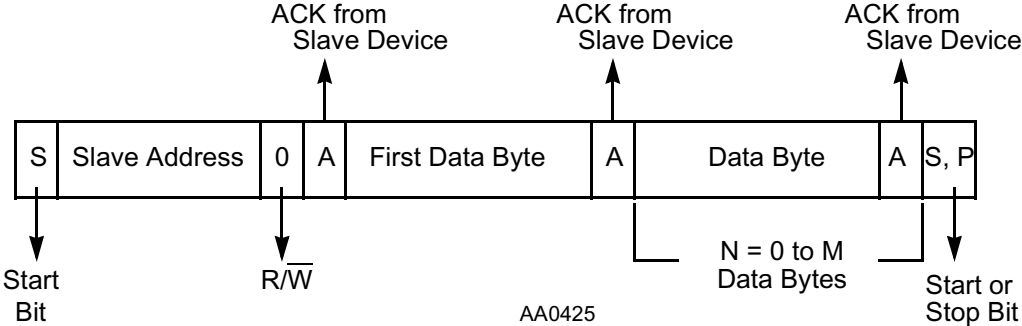 ACK from
Slave Device
ACK from
Slave Device
ACK from
Slave Device
S
Slave Address
0
A
First Data Byte
A
Data Byte
A
S, P
Start
Bit
R/W̅
N = 0 to M
Data Bytes
Start or
Stop Bit
AA0425